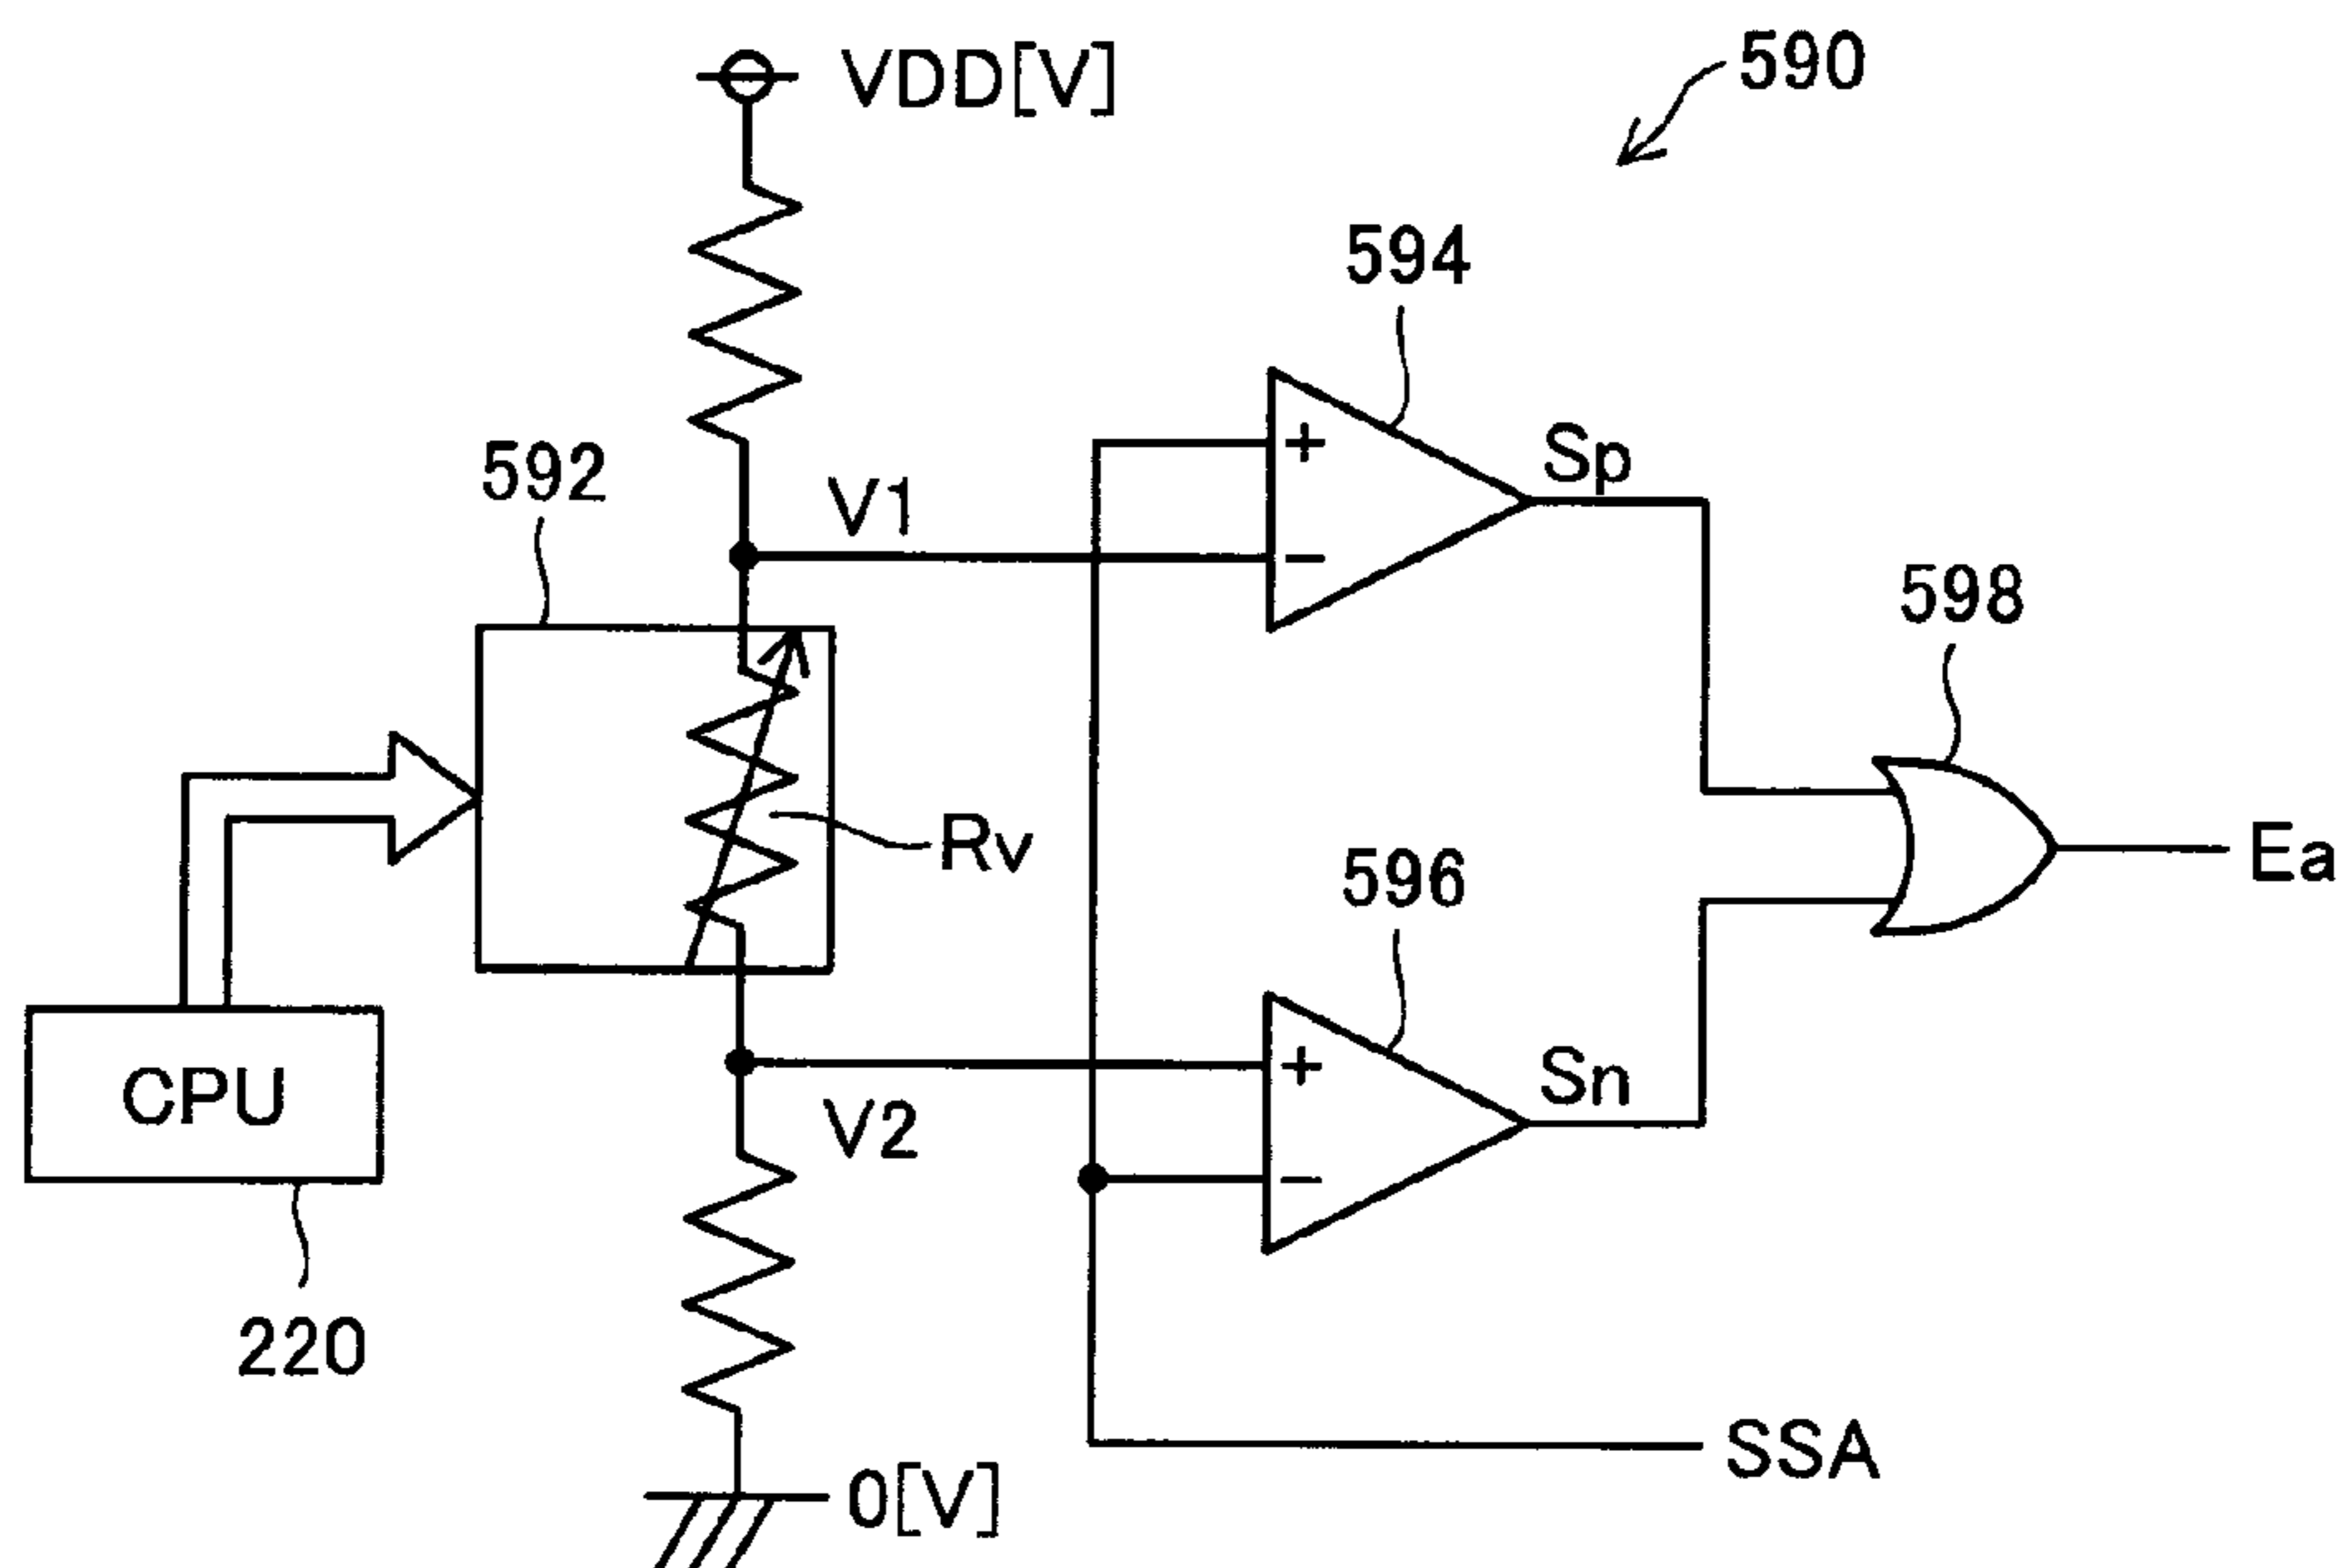 VDD[V]
590
594
592
V1
+
−
Sp
598
Rv
596
Ea
CPU
V2
+
−
Sn
220
SSA
0[V]